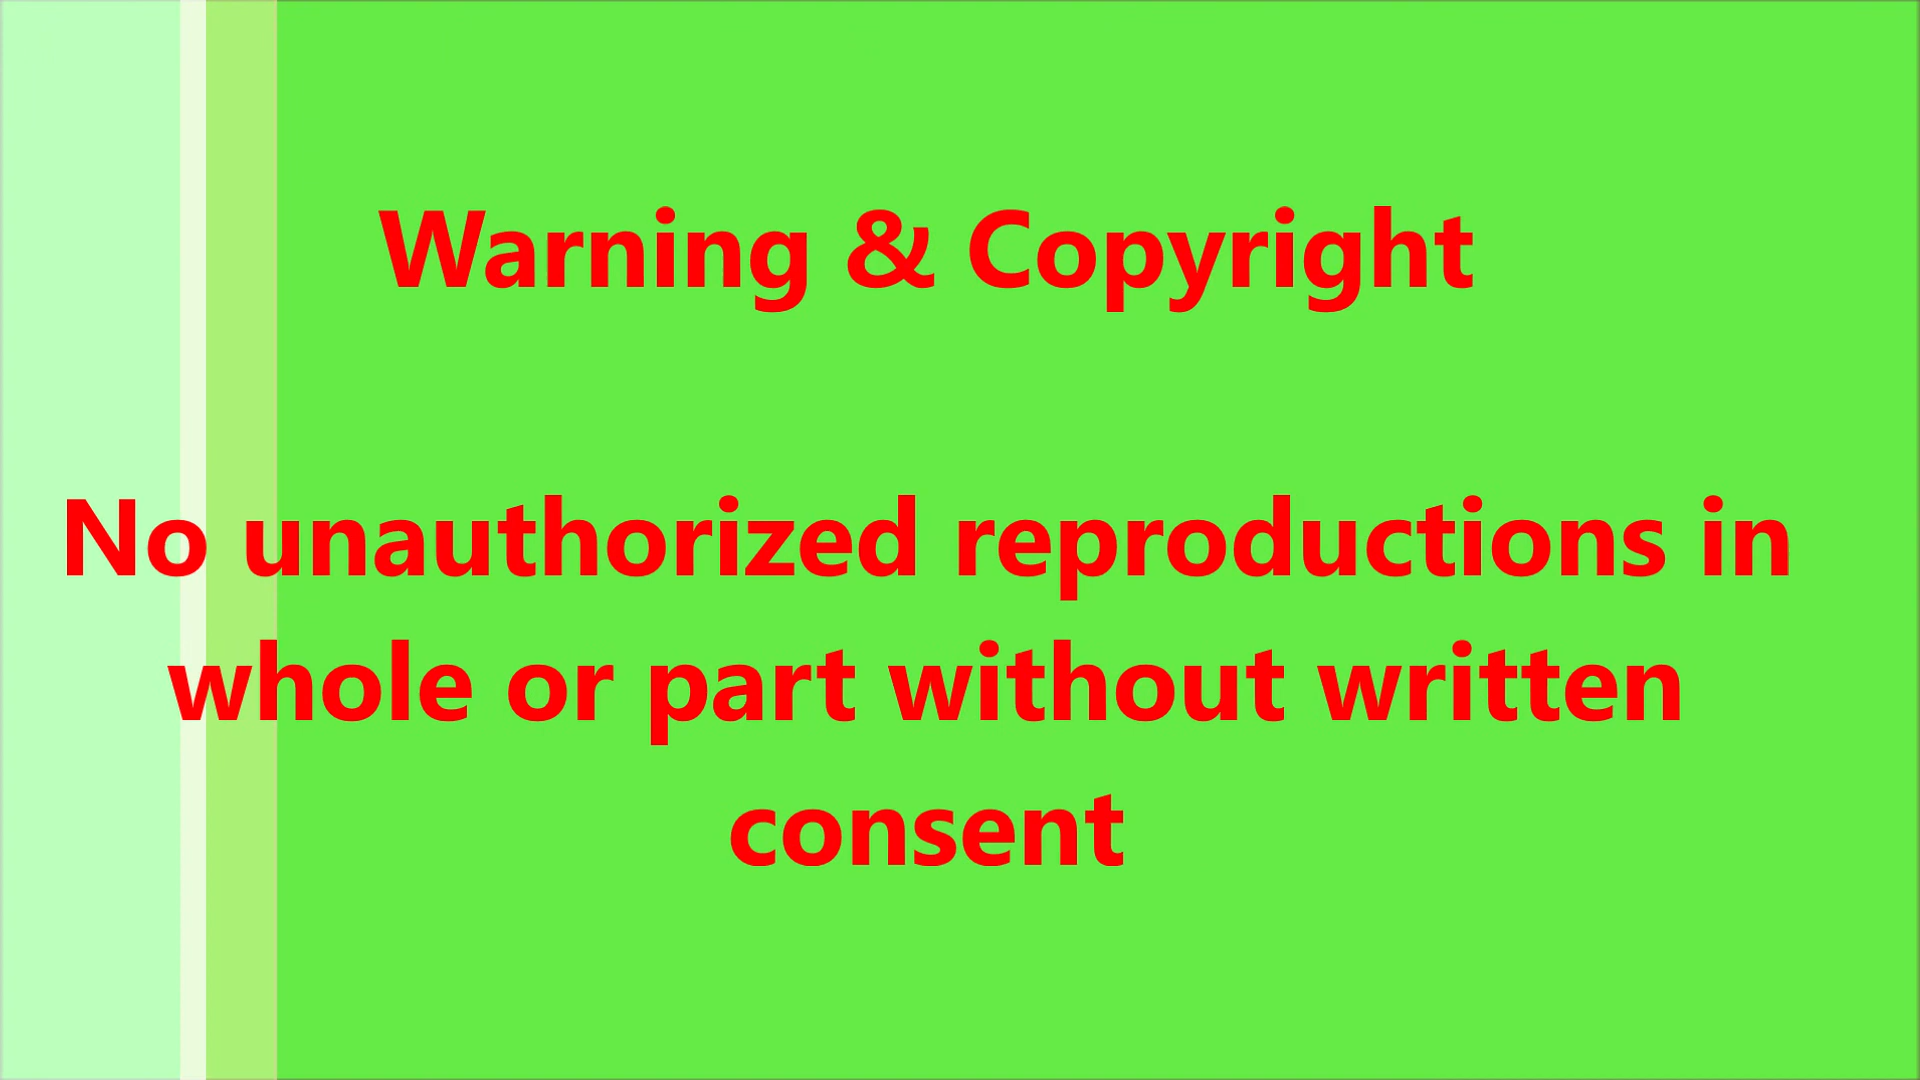 Warning & Copyright
No unauthorized reproductions in
whole or part without written
consent